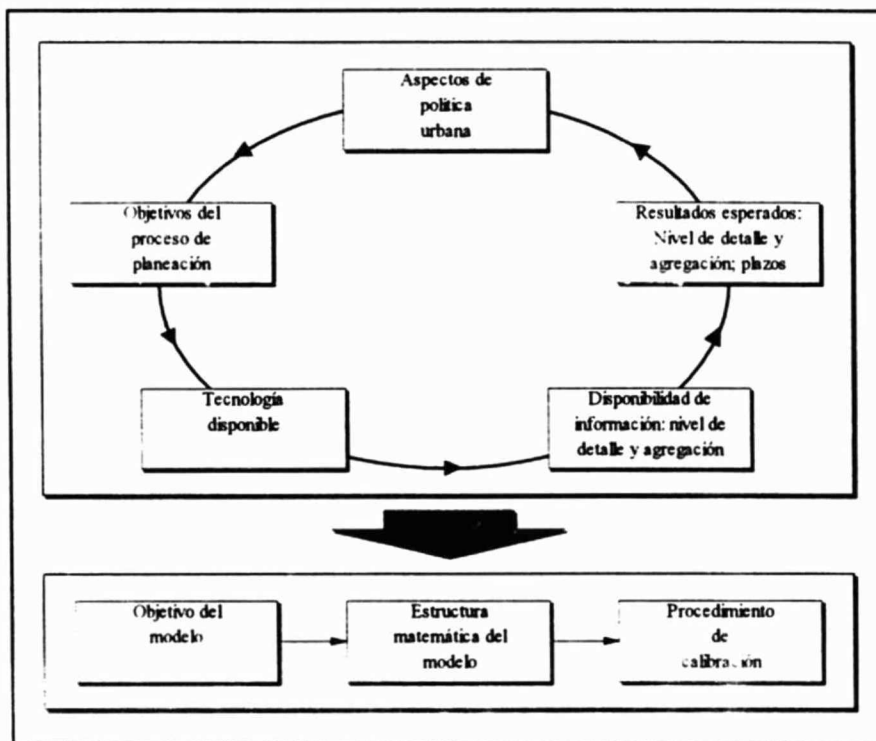 Aspectos de
política
urbana
Objetivos del
proceso de
planeación
Resultados esperados:
Nivel de detalle y
agregación; plazos
Tecnología
disponible
Disponibilidad de
información: nivel de
detalle y agregación
Objetivo del
modelo
Estructura
matemática del
modelo
Procedimiento
de
calibración